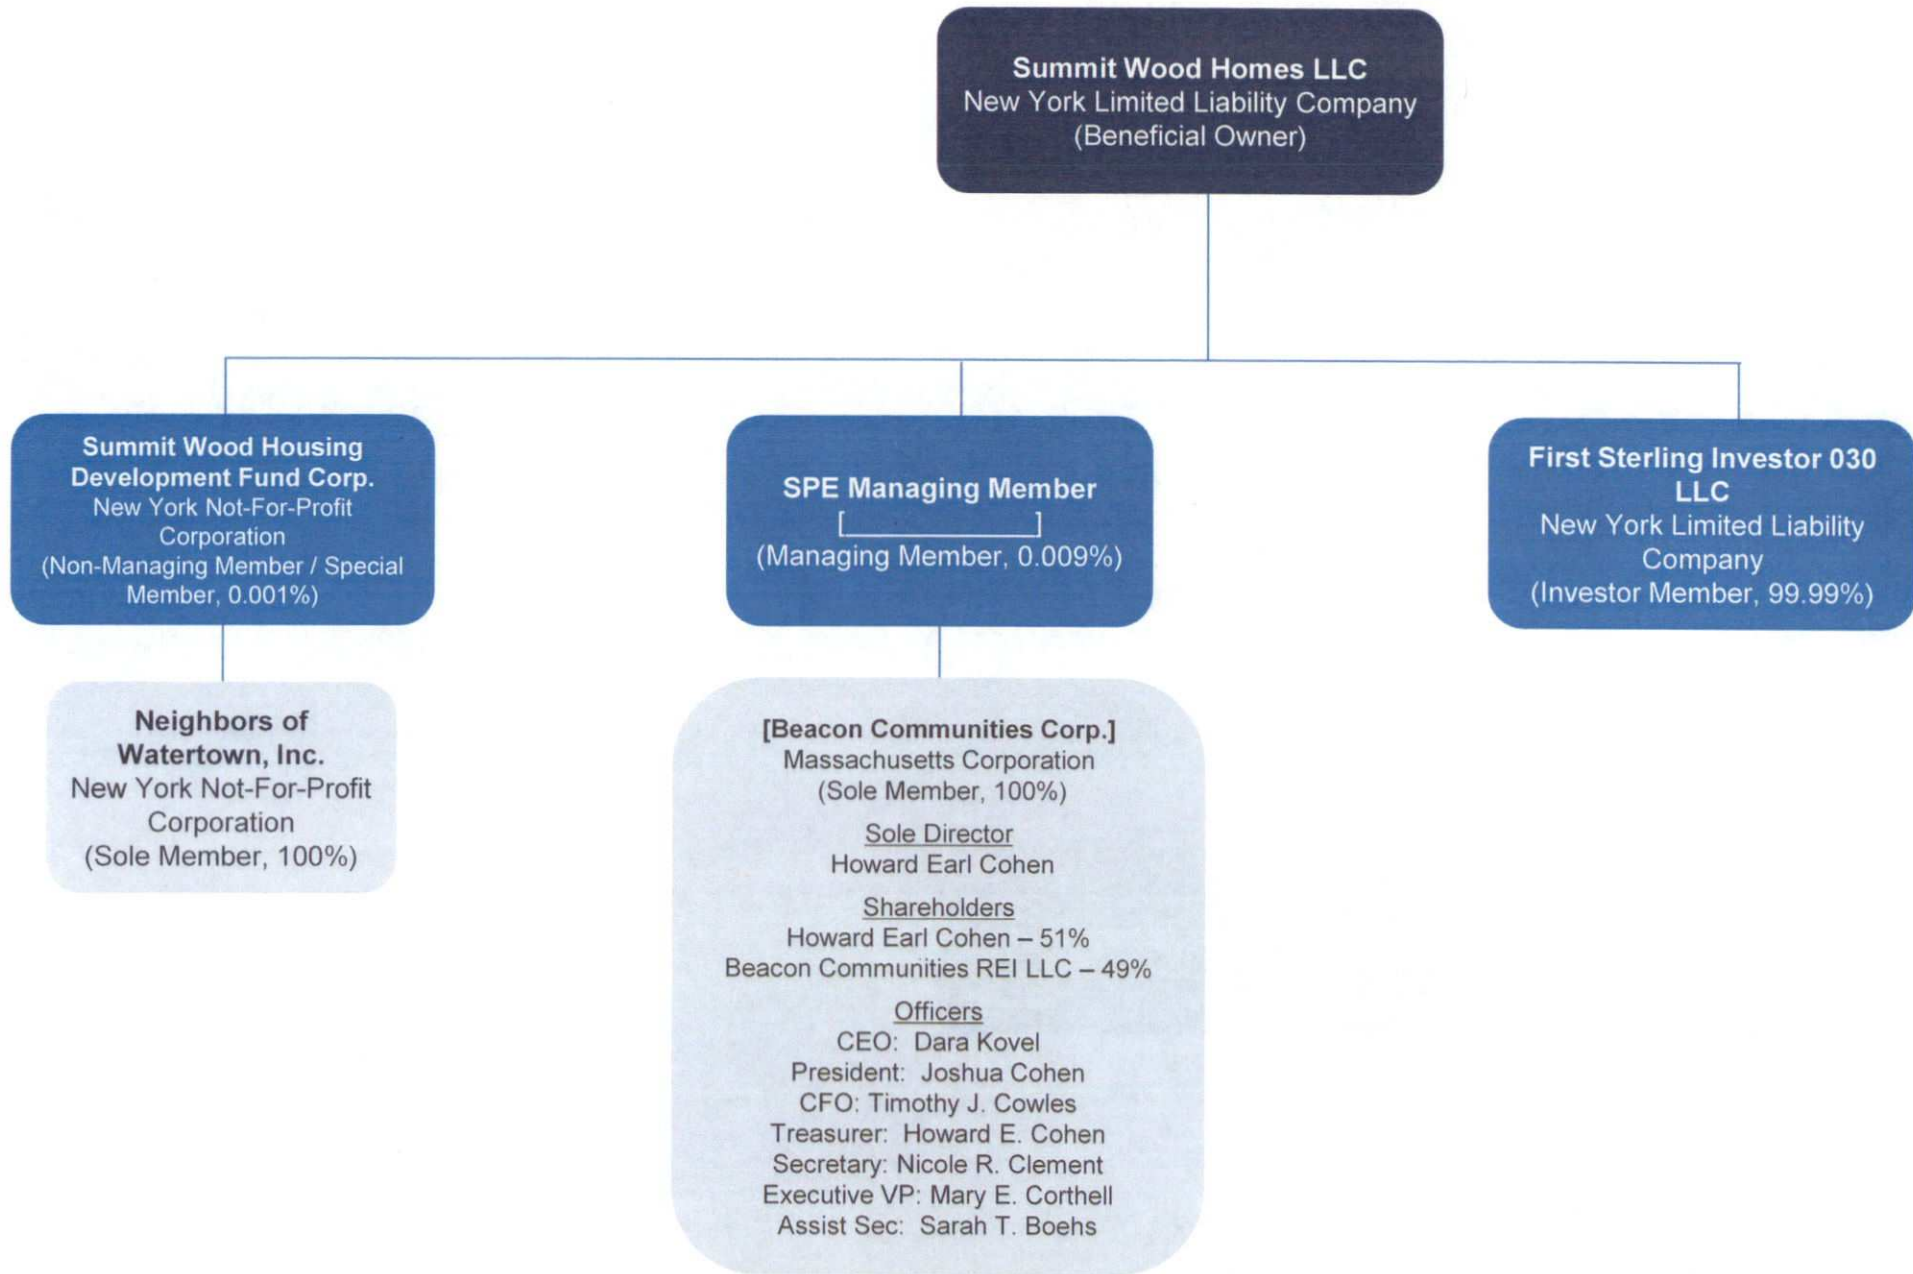 Summit Wood Homes LLC
New York Limited Liability Company
(Beneficial Owner)
Summit Wood Housing
Development Fund Corp.
New York Not-For-Profit
Corporation
(Non-Managing Member / Special
Member, 0.001%)
SPE Managing Member
[____________]
(Managing Member, 0.009%)
First Sterling Investor 030
LLC
New York Limited Liability
Company
(Investor Member, 99.99%)
Neighbors of
Watertown, Inc.
New York Not-For-Profit
Corporation
(Sole Member, 100%)
[Beacon Communities Corp.]
Massachusetts Corporation
(Sole Member, 100%)
Sole Director
Howard Earl Cohen
Shareholders
Howard Earl Cohen – 51%
Beacon Communities REI LLC – 49%
Officers
CEO: Dara Kovel
President: Joshua Cohen
CFO: Timothy J. Cowles
Treasurer: Howard E. Cohen
Secretary: Nicole R. Clement
Executive VP: Mary E. Corthell
Assist Sec: Sarah T. Boehs